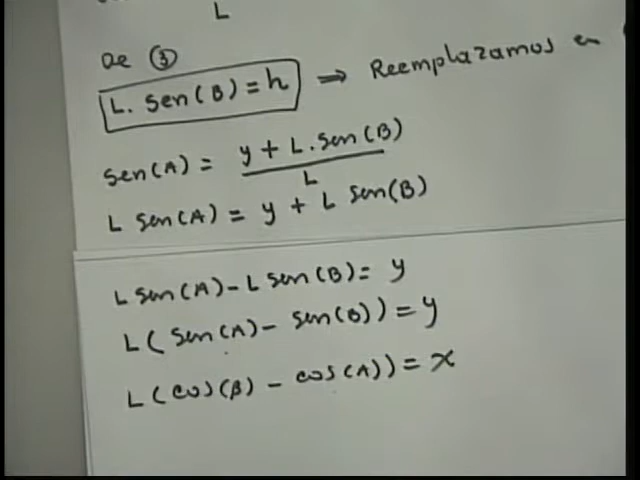 L
De ③
L. Sen(B) = h ⇒ Reemplazamos en
Sen(A) = y + L. Sen(B)
L
L Sen(A) = y + L Sen(B)
L Sen(A) - L Sen(B) = y
L( Sen(A) - Sen(B)) = y
L( cos(B) - cos(A)) = x